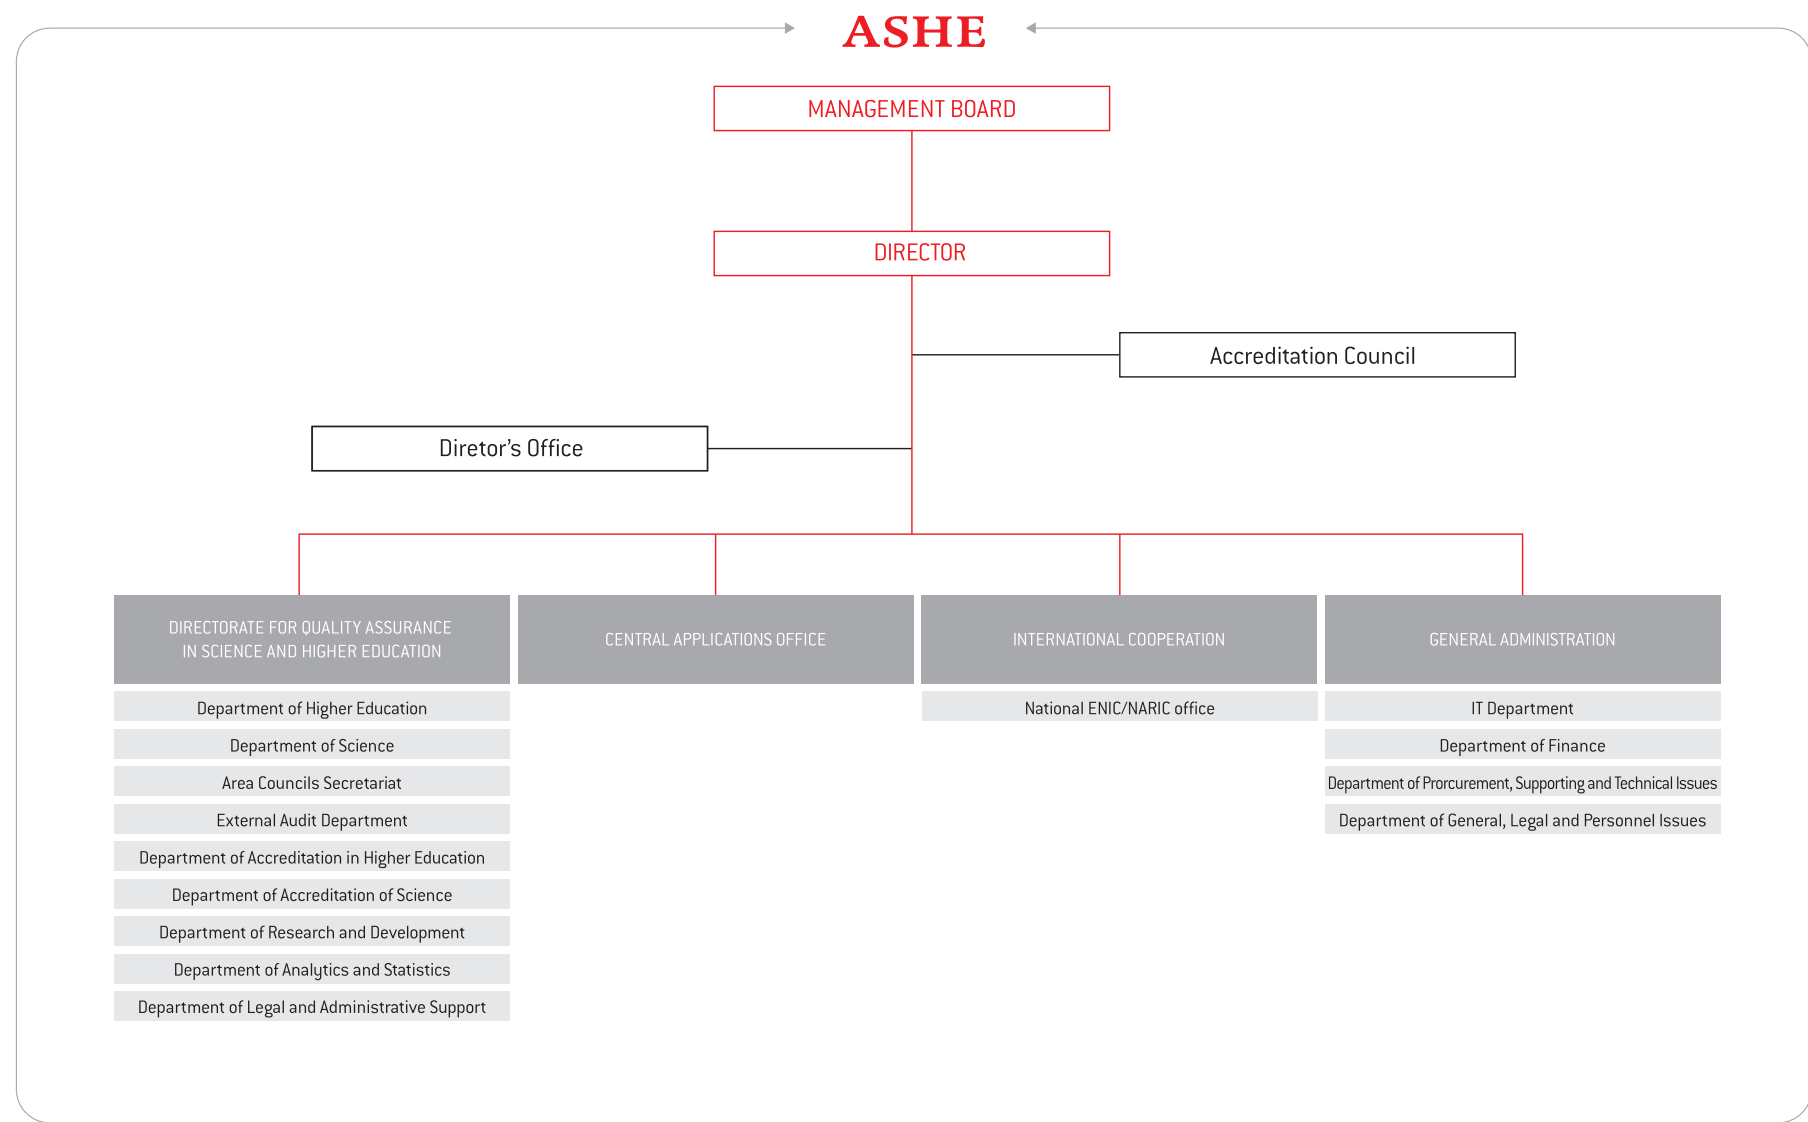 ASHE
MANAGEMENT BOARD
DIRECTOR
Accreditation Council
Diretor's Office
DIRECTORATE FOR QUALITY ASSURANCE
IN SCIENCE AND HIGHER EDUCATION
Department of Higher Education
Department of Science
Area Councils Secretariat
External Audit Department
Department of Accreditation in Higher Education
Department of Accreditation of Science
Department of Research and Development
Department of Analytics and Statistics
Department of Legal and Administrative Support
CENTRAL APPLICATIONS OFFICE
INTERNATIONAL COOPERATION
National ENIC/NARIC office
GENERAL ADMINISTRATION
IT Department
Department of Finance
Department of Prorcurement, Supporting and Technical Issues
Department of General, Legal and Personnel Issues